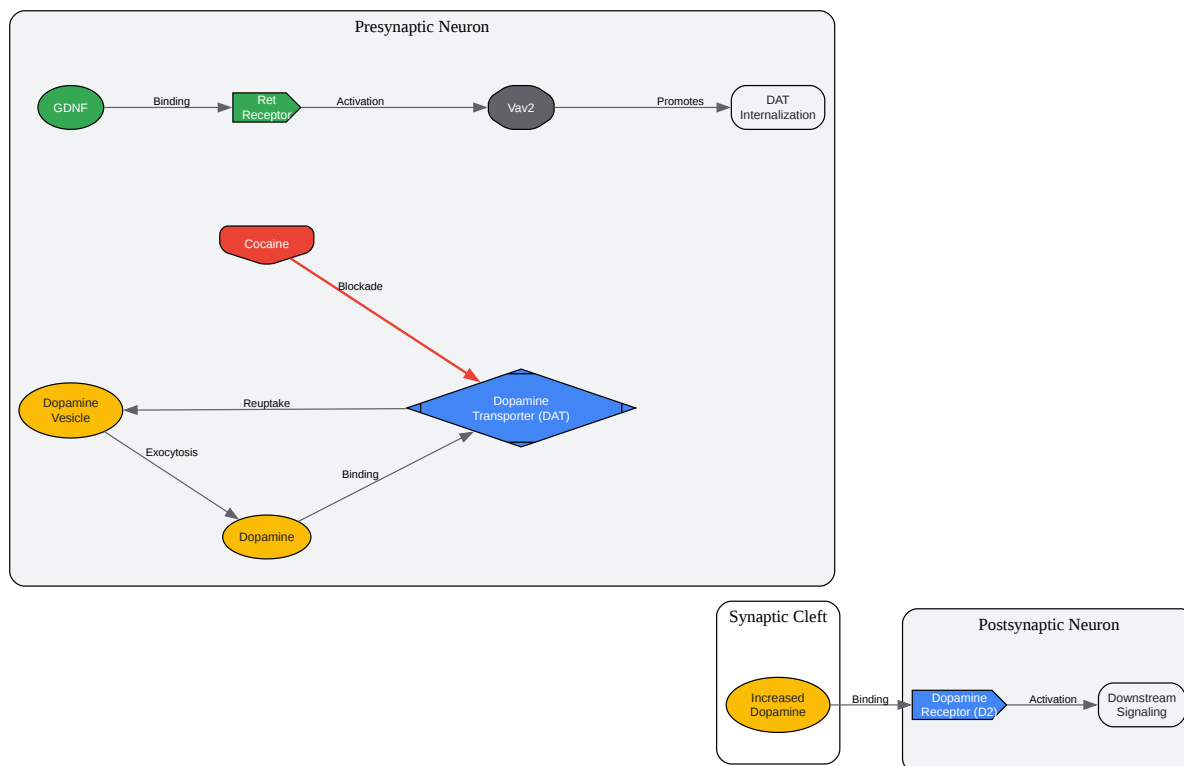 Presynaptic Neuron
GDNF
Binding
Ret
Receptor
Activation
Vav2
Promotes
DAT
Internalization
Cocaine
Blockade
Dopamine
Vesicle
Reuptake
Dopamine
Transporter (DAT)
Exocytosis
Binding
Dopamine
Synaptic Cleft
Increased
Dopamine
Binding
Postsynaptic Neuron
Dopamine
Receptor (D2)
Activation
Downstream
Signaling